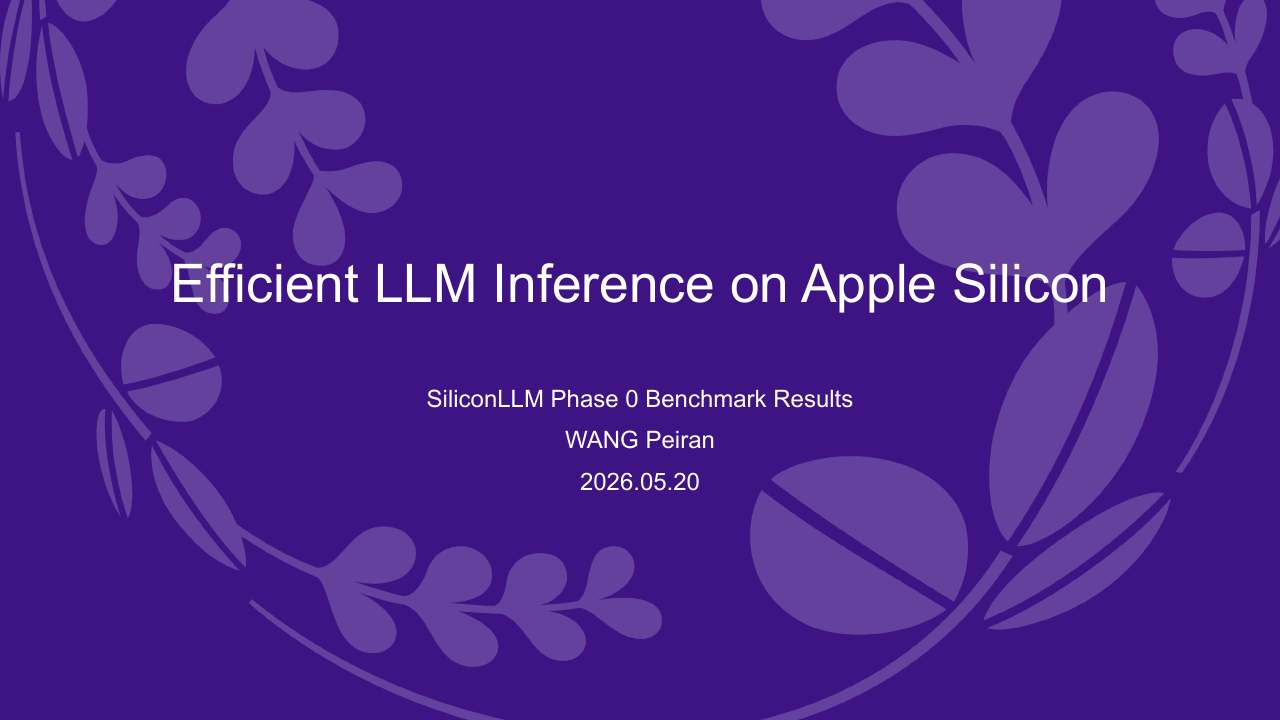 Efficient LLM Inference on Apple Silicon
SiliconLLM Phase 0 Benchmark Results
WANG Peiran
2026.05.20